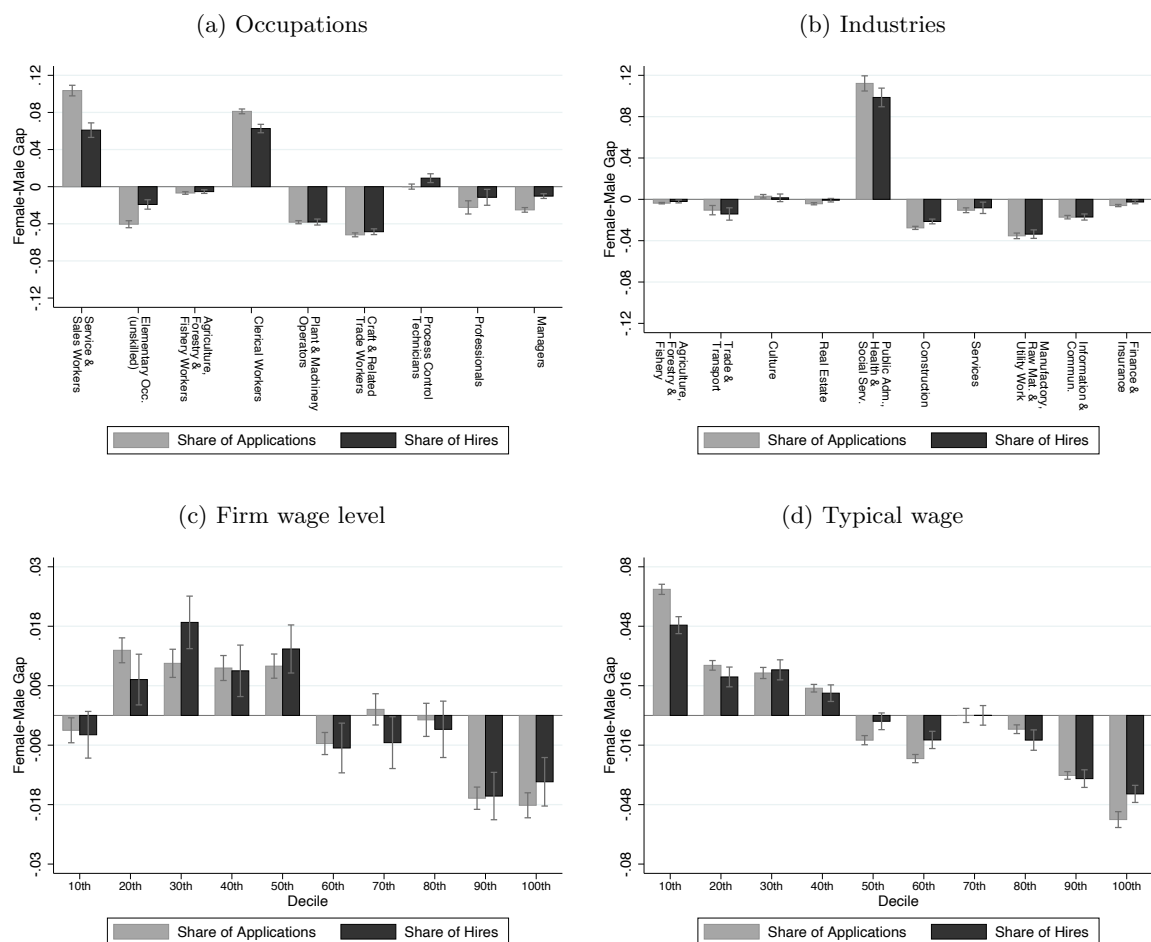 (a) Occupations
Female-Male Gap
.12
.08
.04
0
-.04
-.08
-.12
Service &
Sales Workers
Elementary Occ.
(unskilled)
Agriculture,
Forestry &
Fishery Workers
Clerical Workers
Plant & Machinery
Operators
Craft & Related
Trade Workers
Process Control
Technicians
Professionals
Managers
Share of Applications
Share of Hires
(b) Industries
Female-Male Gap
.12
.08
.04
0
-.04
-.08
-.12
Agriculture,
Forestry &
Fishery
Trade &
Transport
Culture
Real Estate
Public Adm.,
Health &
Social Serv.
Construction
Services
Manufactory,
Raw Mat. &
Utility Work
Information &
Commun.
Finance &
Insurance
Share of Applications
Share of Hires
(c) Firm wage level
Female-Male Gap
.03
.018
.006
-.006
-.018
-.03
10th 20th 30th 40th 50th 60th 70th 80th 90th 100th
Decile
Share of Applications
Share of Hires
(d) Typical wage
Female-Male Gap
.08
.048
.016
-.016
-.048
-.08
10th 20th 30th 40th 50th 60th 70th 80th 90th 100th
Decile
Share of Applications
Share of Hires